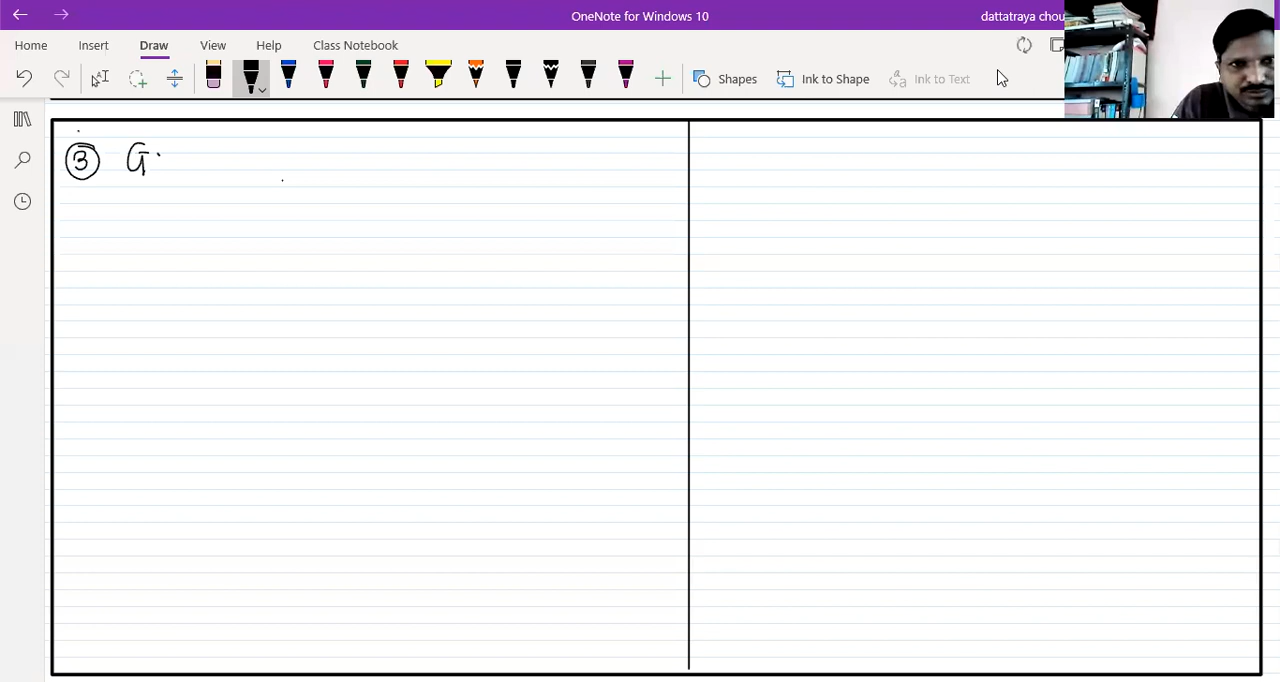 OneNote for Windows 10
dattatraya chou
Home Insert Draw View Help Class Notebook
Shapes Ink to Shape Ink to Text
③ G